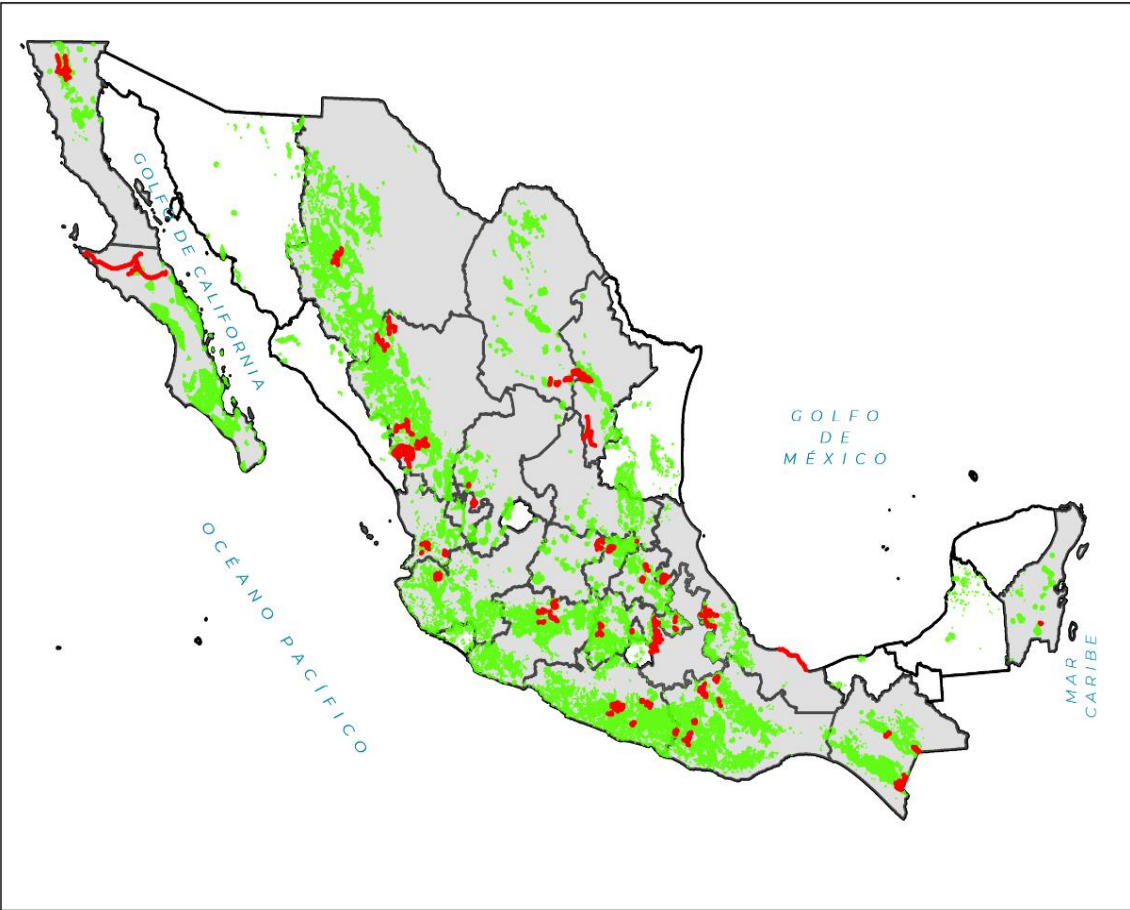 GOLFO DE CALIFORNIA
GOLFO
DE
MÉXICO
OCÉANO PACÍFICO
MAR
CARIBE